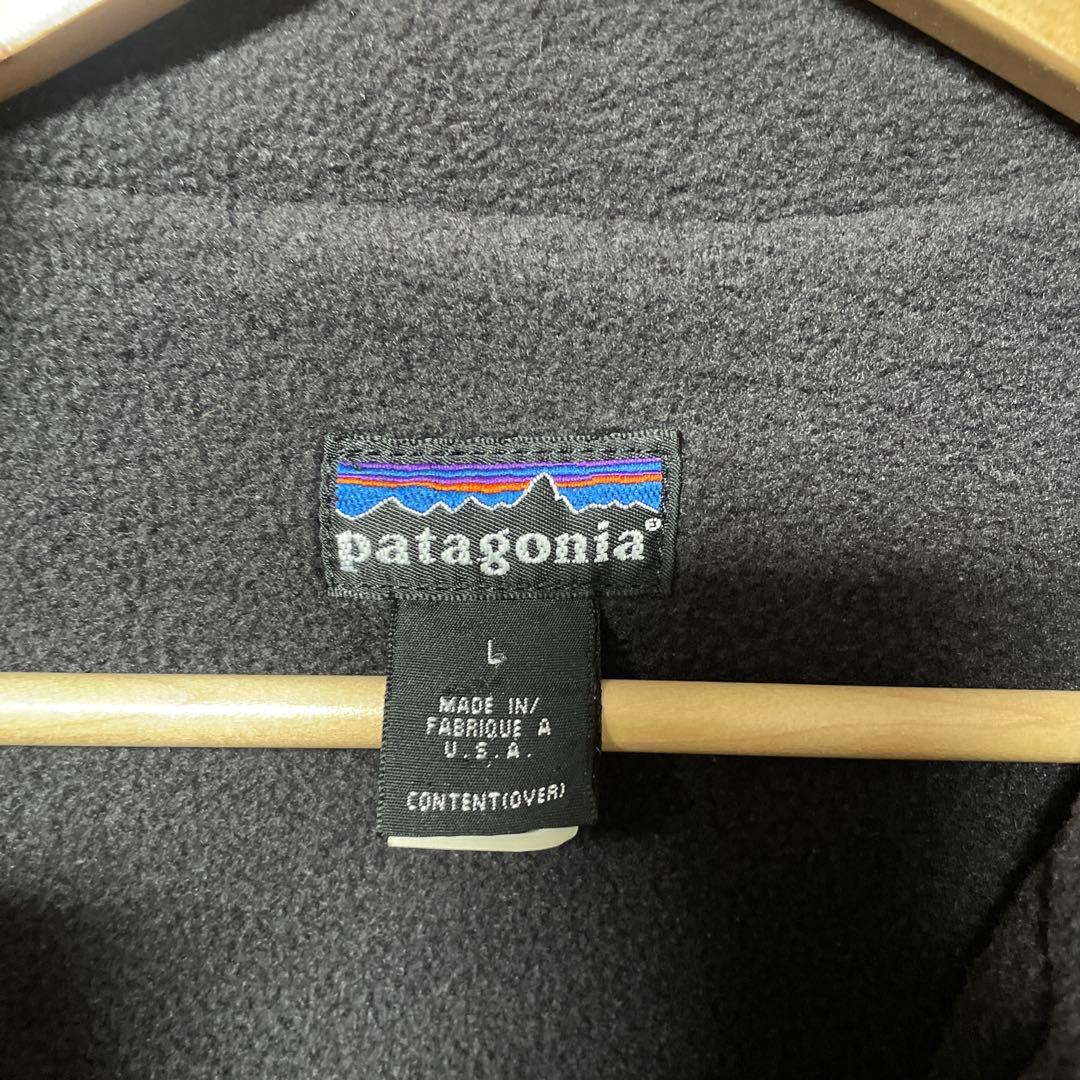 patagonia®
L
MADE IN/
FABRIQUE A
U.S.A.
CONTENT(OVER)